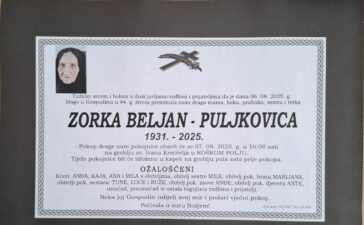 Tužnim srcem i bolom u duši javljamo rodbini i prijateljima da je dana 06.08. 2025. g.
blago u Gospodinu u 94. g. života preminula naša draga mama, baka, prabaka, sestra i tetka
ZORKA BELJAN - PULJKOVICA
1931. - 2025.
Pokop drage nam pokojnice obavit će se 07. 08. 2025. g. u 16:00 sati
na groblju sv. Ivana Krstitelja u ROŠKOM POLJU.
Tijelo pokojnice bit će izloženo u kapeli na groblju pola sata prije pokopa.
OŽALOŠĆENI
Kćeri: ANĐA, KAJA, ANA i MILA s obiteljima, obitelj sestre MILE, obitelj pok. brata MARIJANA,
obitelji pok. sestara: TUNE, LUCE i RUŽE, obitelj pok. zaove ANĐE, obitelj pok. djevera ANTE,
unučad, praunučad te ostala tugujuća rodbina i prijatelji.
Neka joj Gospodin udijeli svoj mir i podari vječni pokoj.
Počivala u miru Božjem!